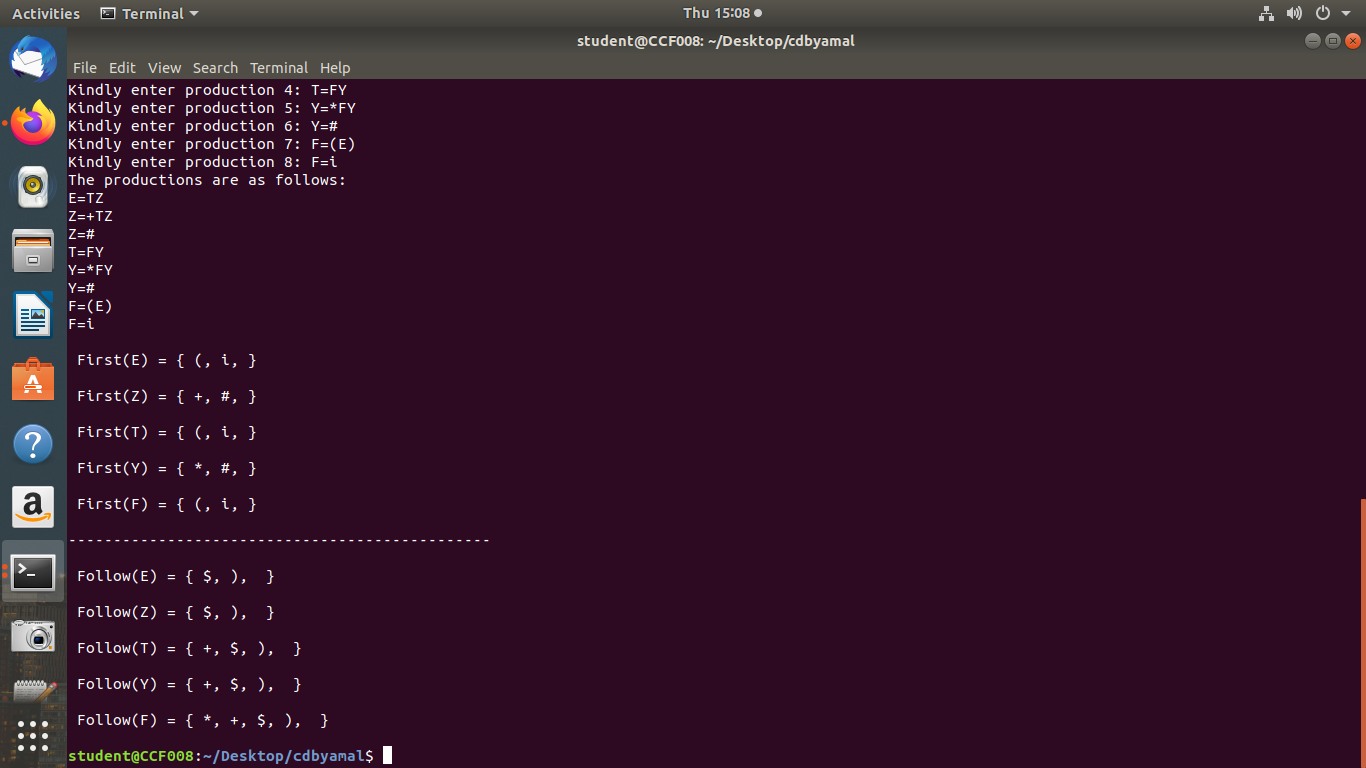 Activities Terminal Thu 15:08
student@CCF008: ~/Desktop/cdbyamal
File Edit View Search Terminal Help
Kindly enter production 4: T=FY
Kindly enter production 5: Y=*FY
Kindly enter production 6: Y=#
Kindly enter production 7: F=(E)
Kindly enter production 8: F=i
The productions are as follows:
E=TZ
Z=+TZ
Z=#
T=FY
Y=*FY
Y=#
F=(E)
F=i
First(E) = { (, i, }
First(Z) = { +, #, }
First(T) = { (, i, }
First(Y) = { *, #, }
First(F) = { (, i, }
-----------------------------------------------
Follow(E) = { $, ),  }
Follow(Z) = { $, ),  }
Follow(T) = { +, $, ),  }
Follow(Y) = { +, $, ),  }
Follow(F) = { *, +, $, ),  }
student@CCF008:~/Desktop/cdbyamal$